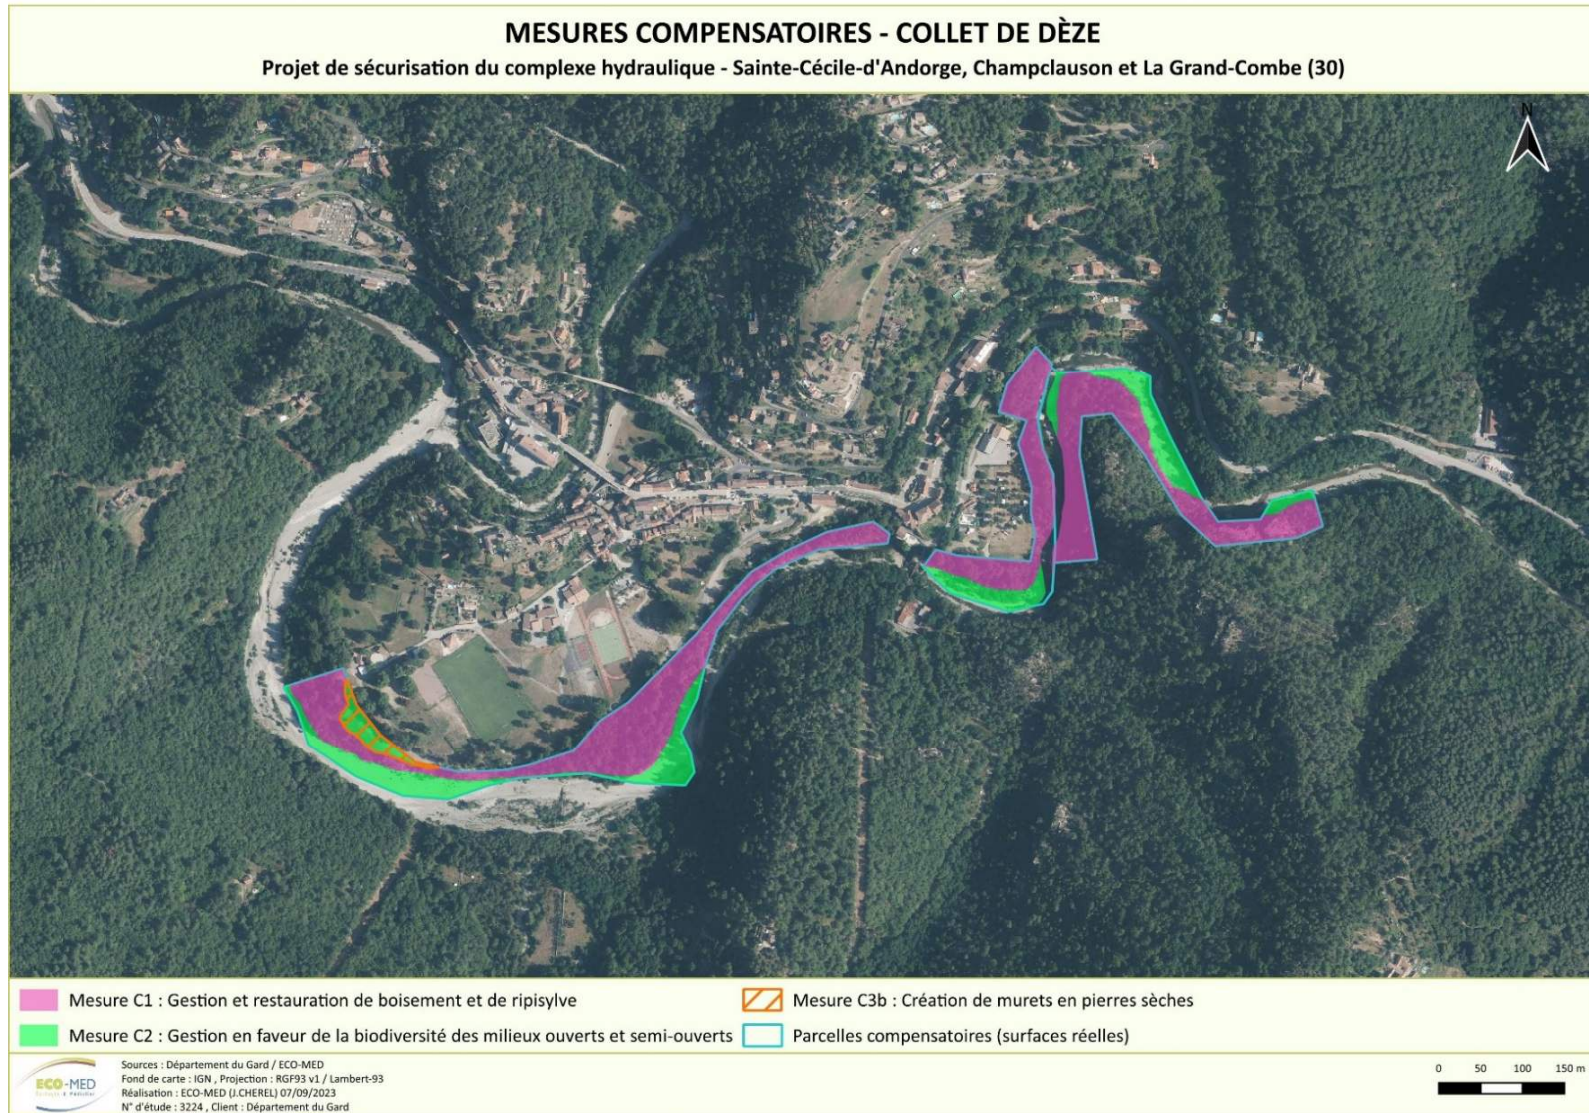 MESURES COMPENSATOIRES - COLLET DE DÈZE
Projet de sécurisation du complexe hydraulique - Sainte-Cécile-d'Andorge, Champclauson et La Grand-Combe (30)
N
Mesure C1 : Gestion et restauration de boisement et de ripisylve
Mesure C3b : Création de murets en pierres sèches
Mesure C2 : Gestion en faveur de la biodiversité des milieux ouverts et semi-ouverts
Parcelles compensatoires (surfaces réelles)
ECO-MED
Sources : Département du Gard / ECO-MED
Fond de carte : IGN , Projection : RGF93 v1 / Lambert-93
Réalisation : ECO-MED (J.CHEREL) 07/09/2023
N° d'étude : 3224 , Client : Département du Gard
0 50 100 150 m